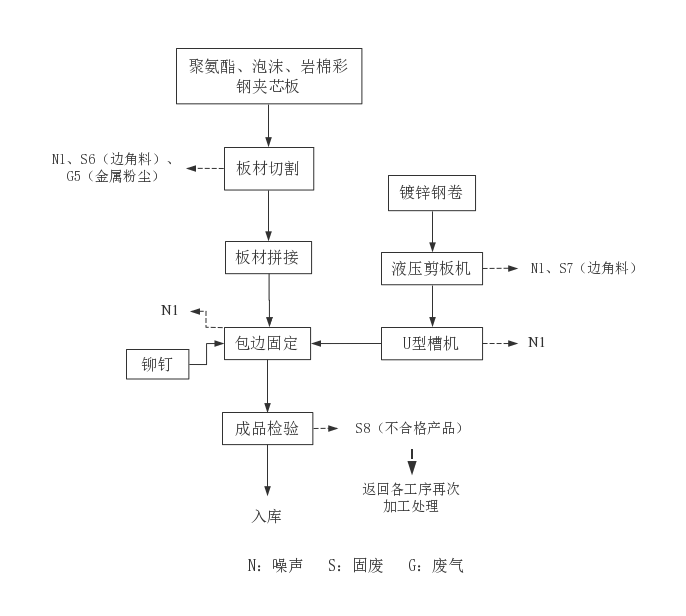 聚氨酯、泡沫、岩棉彩
钢夹芯板
N1、S6（边角料）、
G5（金属粉尘）
板材切割
镀锌钢卷
板材拼接
液压剪板机
N1、S7（边角料）
N1
包边固定
U型槽机
N1
铆钉
成品检验
S8（不合格产品）
返回各工序再次
加工处理
入库
N: 噪声 S: 固废 G: 废气